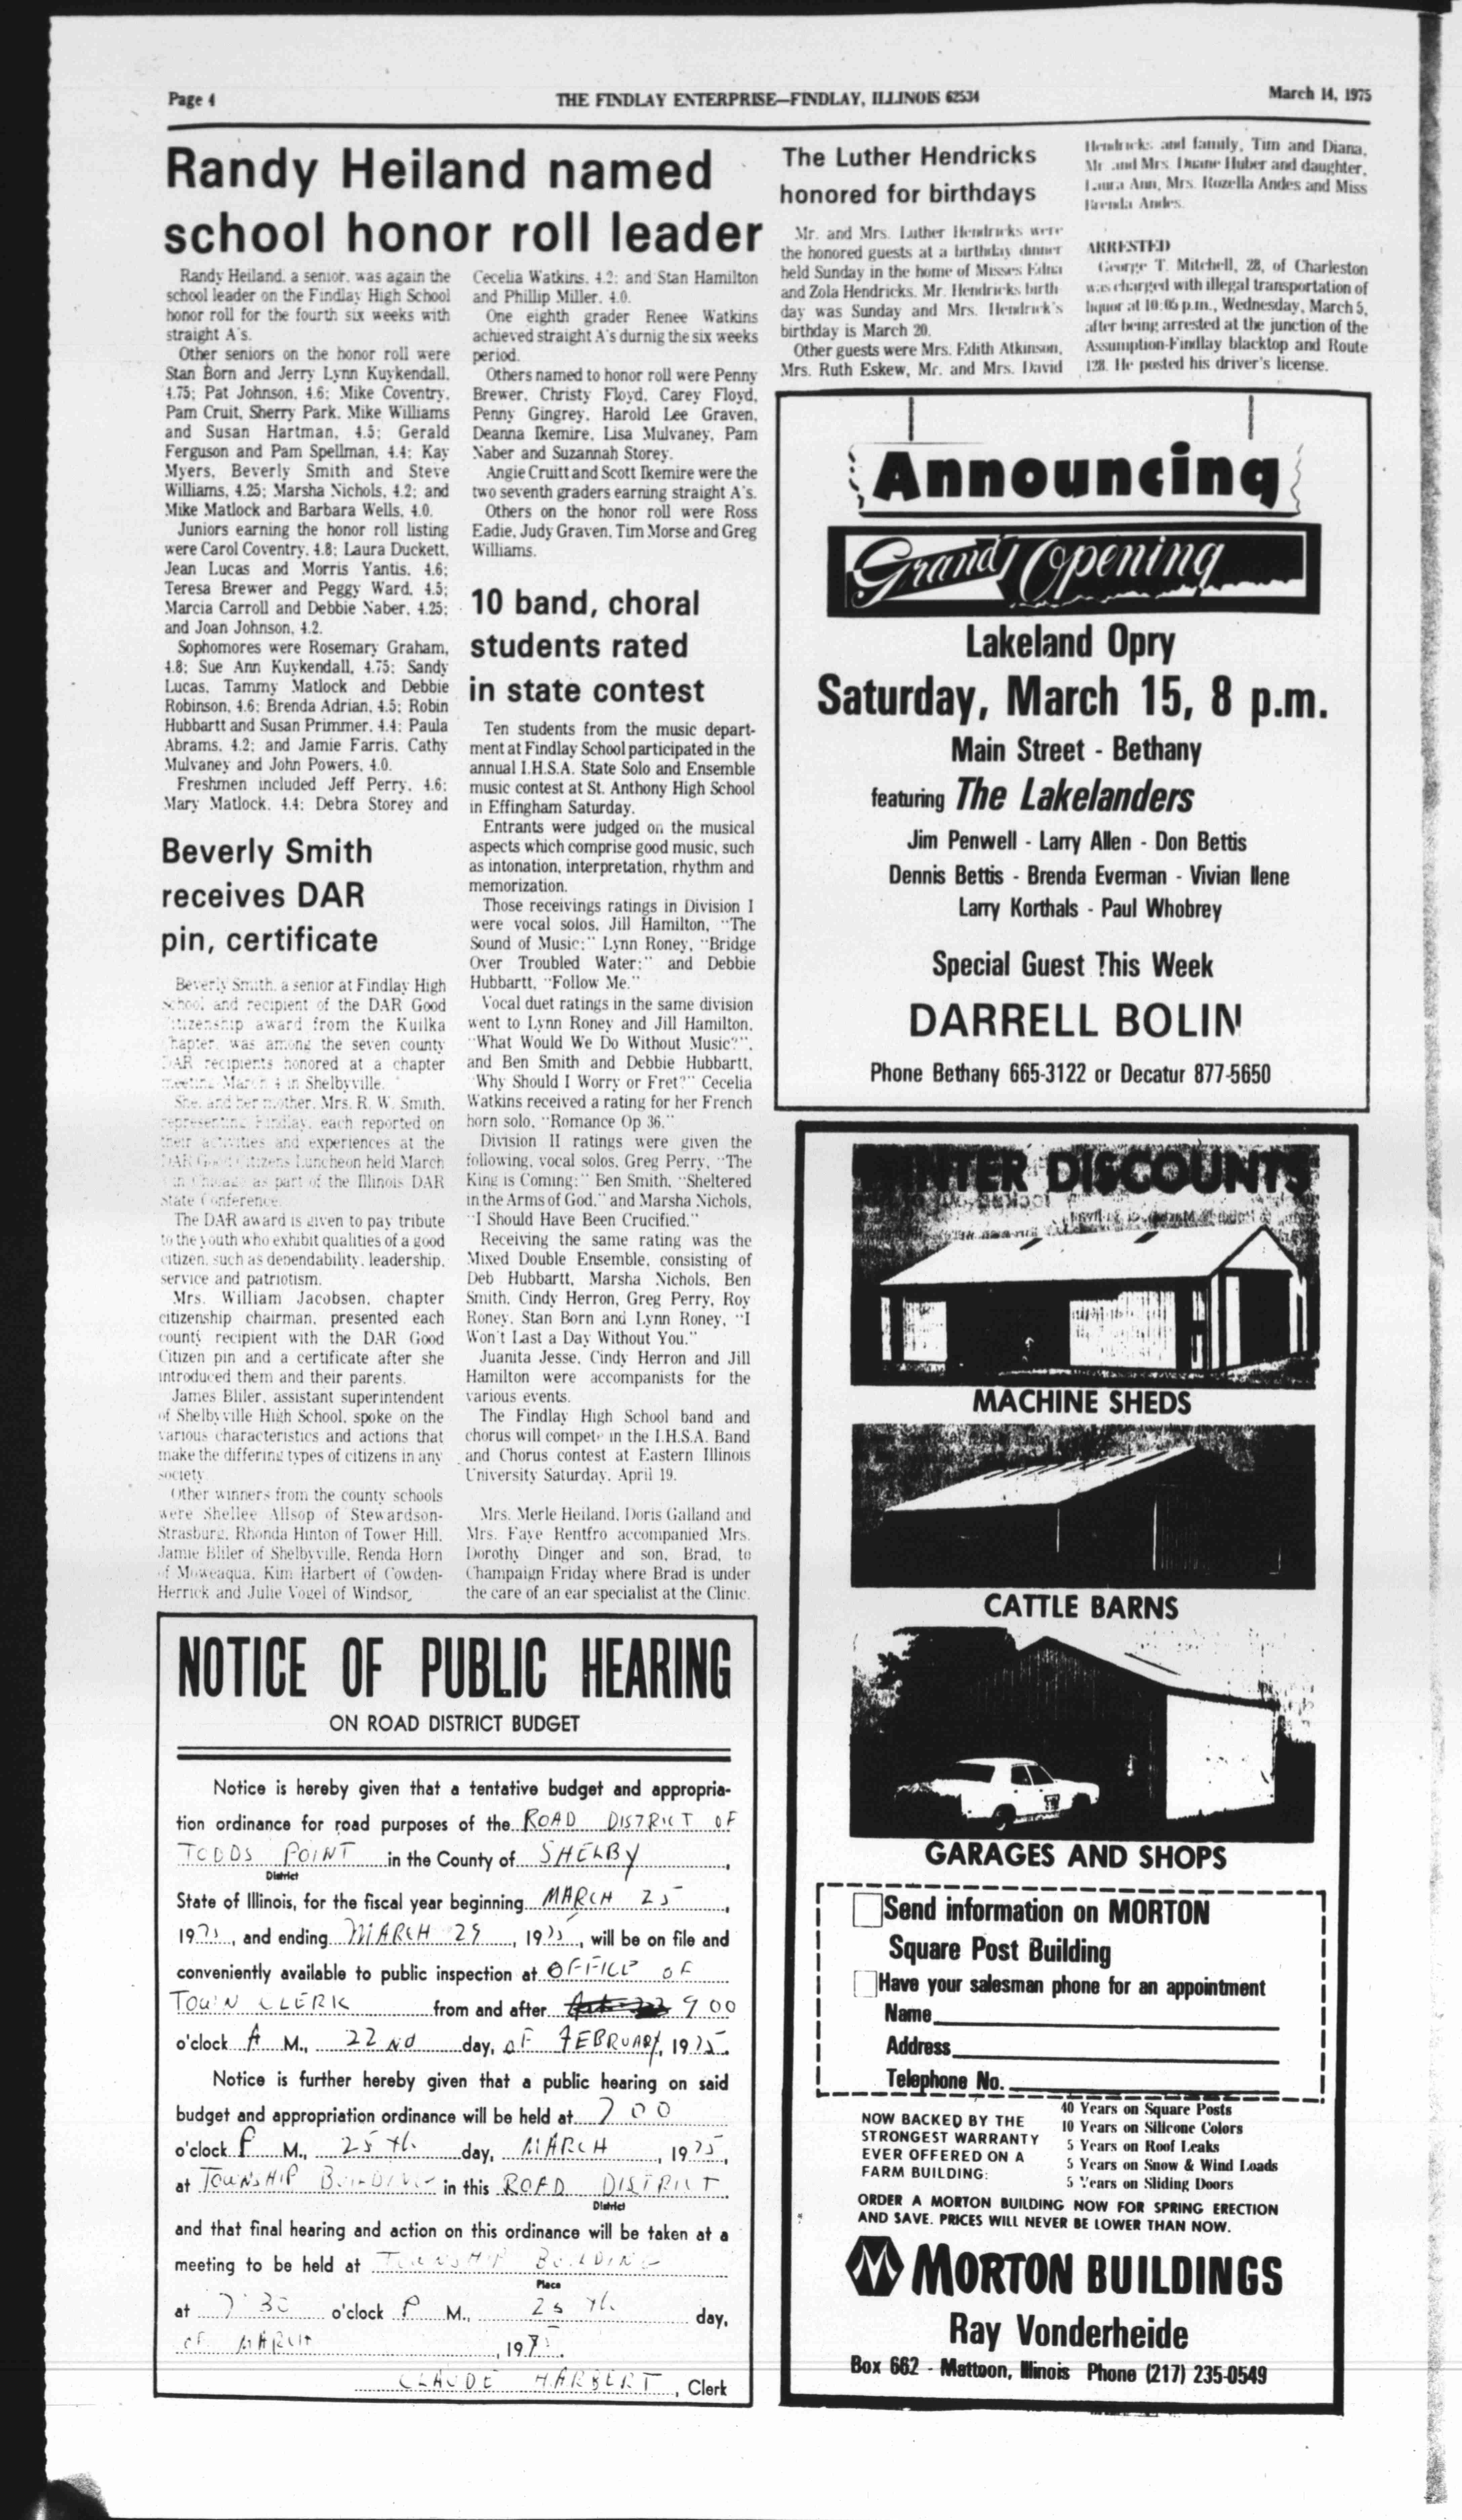 Page 4
THE FINDLAY ENTERPRISE—FINDLAY, ILLINOIS 62534
March 14, 1975
Randy Heiland named
school honor roll leader
Randy Heiland, a senior, was again the
school leader on the Findlay High School
honor roll for the fourth six weeks with
straight A's.
Other seniors on the honor roll were
Stan Born and Jerry Lynn Kuykendall,
4.75; Pat Johnson, 4.6; Mike Coventry,
Pam Cruit, Sherry Park, Mike Williams
and Susan Hartman, 4.5; Gerald
Ferguson and Pam Spellman, 4.4; Kay
Myers, Beverly Smith and Steve
Williams, 4.25; Marsha Nichols, 4.2; and
Mike Matlock and Barbara Wells, 4.0.
Juniors earning the honor roll listing
were Carol Coventry, 4.8; Laura Duckett,
Jean Lucas and Morris Yantis, 4.6;
Teresa Brewer and Peggy Ward, 4.5;
Marcia Carroll and Debbie Naber, 4.25;
and Joan Johnson, 4.2.
Sophomores were Rosemary Graham,
4.8; Sue Ann Kuykendall, 4.75; Sandy
Lucas, Tammy Matlock and Debbie
Robinson, 4.6; Brenda Adrian, 4.5; Robin
Hubbartt and Susan Primmer, 4.4; Paula
Abrams, 4.2; and Jamie Farris, Cathy
Mulvaney and John Powers, 4.0.
Freshmen included Jeff Perry, 4.6;
Mary Matlock, 4.4; Debra Storey and
Cecelia Watkins, 4.2; and Stan Hamilton
and Phillip Miller, 4.0.
One eighth grader Renee Watkins
achieved straight A's durnig the six weeks
period.
Others named to honor roll were Penny
Brewer, Christy Floyd, Carey Floyd,
Penny Gingrey, Harold Lee Graven,
Deanna Ikemire, Lisa Mulvaney, Pam
Naber and Suzannah Storey.
Angie Cruitt and Scott Ikemire were the
two seventh graders earning straight A's.
Others on the honor roll were Ross
Eadie, Judy Graven, Tim Morse and Greg
Williams.
Beverly Smith
receives DAR
pin, certificate
Beverly Smith, a senior at Findlay High
School and recipient of the DAR Good
Citizenship award from the Kuilka
Chapter, was among the seven county
DAR recipients honored at a chapter
meeting March 4 in Shelbyville.
She, and her mother, Mrs. R. W. Smith,
representing Findlay, each reported on
their activities and experiences at the
DAR Good Citizens Luncheon held March
in Chicago as part of the Illinois DAR
State Conference.
The DAR award is given to pay tribute
to the youth who exhibit qualities of a good
citizen, such as dependability, leadership,
service and patriotism.
Mrs. William Jacobsen, chapter
citizenship chairman, presented each
county recipient with the DAR Good
Citizen pin and a certificate after she
introduced them and their parents.
James Bliler, assistant superintendent
of Shelbyville High School, spoke on the
various characteristics and actions that
make the differing types of citizens in any
society.
Other winners from the county schools
were Shellee Allsop of Stewardson-
Strasburg, Rhonda Hinton of Tower Hill,
Jamie Bliler of Shelbyville, Renda Horn
of Moweaqua, Kim Harbert of Cowden-
Herrick and Julie Vogel of Windsor.
10 band, choral
students rated
in state contest
Ten students from the music depart-
ment at Findlay School participated in the
annual I.H.S.A. State Solo and Ensemble
music contest at St. Anthony High School
in Effingham Saturday.
Entrants were judged on the musical
aspects which comprise good music, such
as intonation, interpretation, rhythm and
memorization.
Those receivings ratings in Division I
were vocal solos, Jill Hamilton, "The
Sound of Music;" Lynn Roney, "Bridge
Over Troubled Water;" and Debbie
Hubbartt, "Follow Me."
Vocal duet ratings in the same division
went to Lynn Roney and Jill Hamilton,
"What Would We Do Without Music?",
and Ben Smith and Debbie Hubbartt,
"Why Should I Worry or Fret?" Cecelia
Watkins received a rating for her French
horn solo, "Romance Op 36."
Division II ratings were given the
following, vocal solos, Greg Perry, "The
King is Coming;" Ben Smith, "Sheltered
in the Arms of God," and Marsha Nichols,
"I Should Have Been Crucified."
Receiving the same rating was the
Mixed Double Ensemble, consisting of
Deb Hubbartt, Marsha Nichols, Ben
Smith, Cindy Herron, Greg Perry, Roy
Roney, Stan Born and Lynn Roney, "I
Won't Last a Day Without You."
Juanita Jesse, Cindy Herron and Jill
Hamilton were accompanists for the
various events.
The Findlay High School band and
chorus will compete in the I.H.S.A. Band
and Chorus contest at Eastern Illinois
University Saturday, April 19.
Mrs. Merle Heiland, Doris Galland and
Mrs. Faye Rentfro accompanied Mrs.
Dorothy Dinger and son, Brad, to
Champaign Friday where Brad is under
the care of an ear specialist at the Clinic.
The Luther Hendricks
honored for birthdays
Mr. and Mrs. Luther Hendricks were
the honored guests at a birthday dinner
held Sunday in the home of Misses Edna
and Zola Hendricks. Mr. Hendricks birth
day was Sunday and Mrs. Hendrick's
birthday is March 20.
Other guests were Mrs. Edith Atkinson,
Mrs. Ruth Eskew, Mr. and Mrs. David
Hendricks and family, Tim and Diana,
Mr. and Mrs. Duane Huber and daughter,
Laura Ann, Mrs. Rozella Andes and Miss
Brenda Andes.
ARRESTED
George T. Mitchell, 28, of Charleston
was charged with illegal transportation of
liquor at 10:05 p.m., Wednesday, March 5,
after being arrested at the junction of the
Assumption-Findlay blacktop and Route
128. He posted his driver's license.
Announcing
Grand Opening
Lakeland Opry
Saturday, March 15, 8 p.m.
Main Street - Bethany
featuring The Lakelanders
Jim Penwell - Larry Allen - Don Bettis
Dennis Bettis - Brenda Everman - Vivian Ilene
Larry Korthals - Paul Whobrey
Special Guest This Week
DARRELL BOLIN
Phone Bethany 665-3122 or Decatur 877-5650
NOTICE OF PUBLIC HEARING
ON ROAD DISTRICT BUDGET
Notice is hereby given that a tentative budget and appropria-
tion ordinance for road purposes of the ROAD DISTRICT OF
TODDS POINT in the County of SHELBY,
District
State of Illinois, for the fiscal year beginning MARCH 25,
1975, and ending MARCH 29, 1975, will be on file and
conveniently available to public inspection at OFFICE OF
TOWN CLERK from and after 9 00
o'clock A M., 22 ND day, OF FEBRUARY, 1975.
Notice is further hereby given that a public hearing on said
budget and appropriation ordinance will be held at 7 00
o'clock P M., 25 th day, MARCH, 1975,
at TOWNSHIP BUILDING in this ROAD DISTRICT
District
and that final hearing and action on this ordinance will be taken at a
meeting to be held at TOWNSHIP BUILDING
Place
at 7 30 o'clock P M., 25 th day,
OF MARCH, 1975.
CLAUDE HARBERT, Clerk
WINTER DISCOUNTS
MACHINE SHEDS
CATTLE BARNS
GARAGES AND SHOPS
Send information on MORTON
Square Post Building
Have your salesman phone for an appointment
Name
Address
Telephone No.
NOW BACKED BY THE
STRONGEST WARRANTY
EVER OFFERED ON A
FARM BUILDING:
40 Years on Square Posts
10 Years on Silicone Colors
5 Years on Roof Leaks
5 Years on Snow & Wind Loads
5 Years on Sliding Doors
ORDER A MORTON BUILDING NOW FOR SPRING ERECTION
AND SAVE. PRICES WILL NEVER BE LOWER THAN NOW.
MORTON BUILDINGS
Ray Vonderheide
Box 662 - Mattoon, Illinois Phone (217) 235-0549